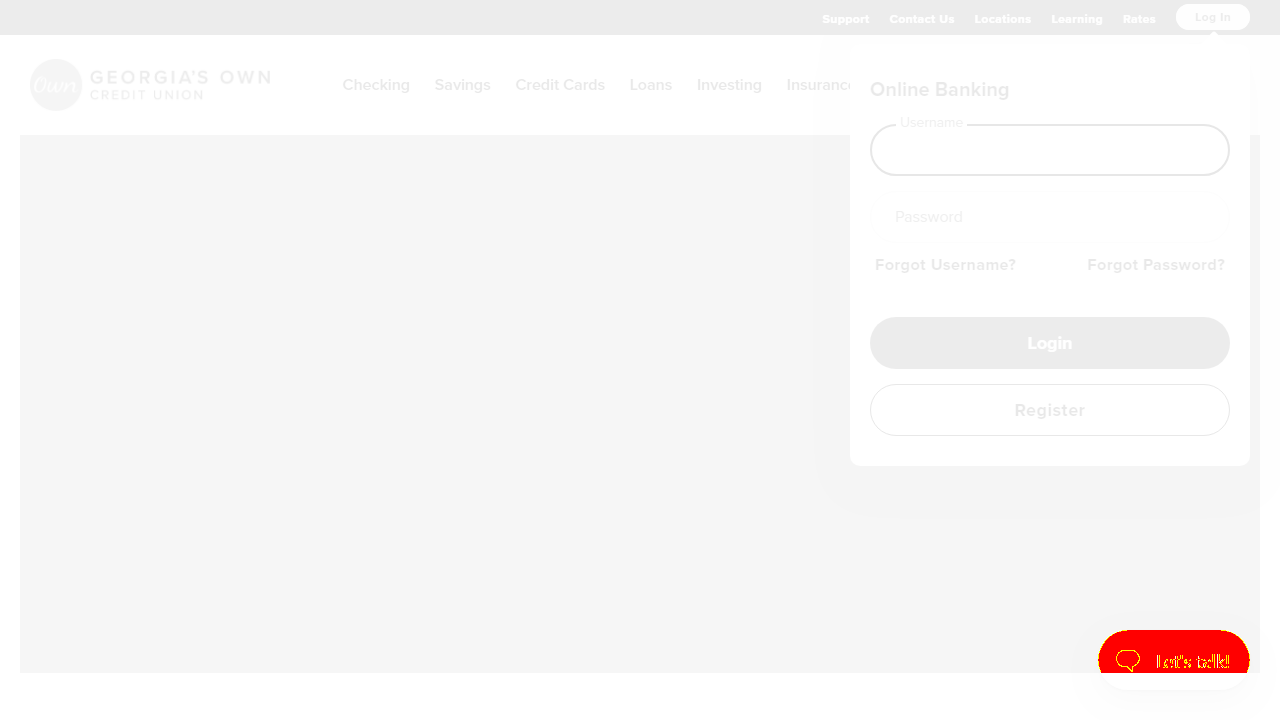 Support Contact Us Locations Learning Rates Log In
Own GEORGIA'S OWN
CREDIT UNION
Checking Savings Credit Cards Loans Investing Insurance
Online Banking
Username
Password
Forgot Username? Forgot Password?
Login
Register
Let's talk!